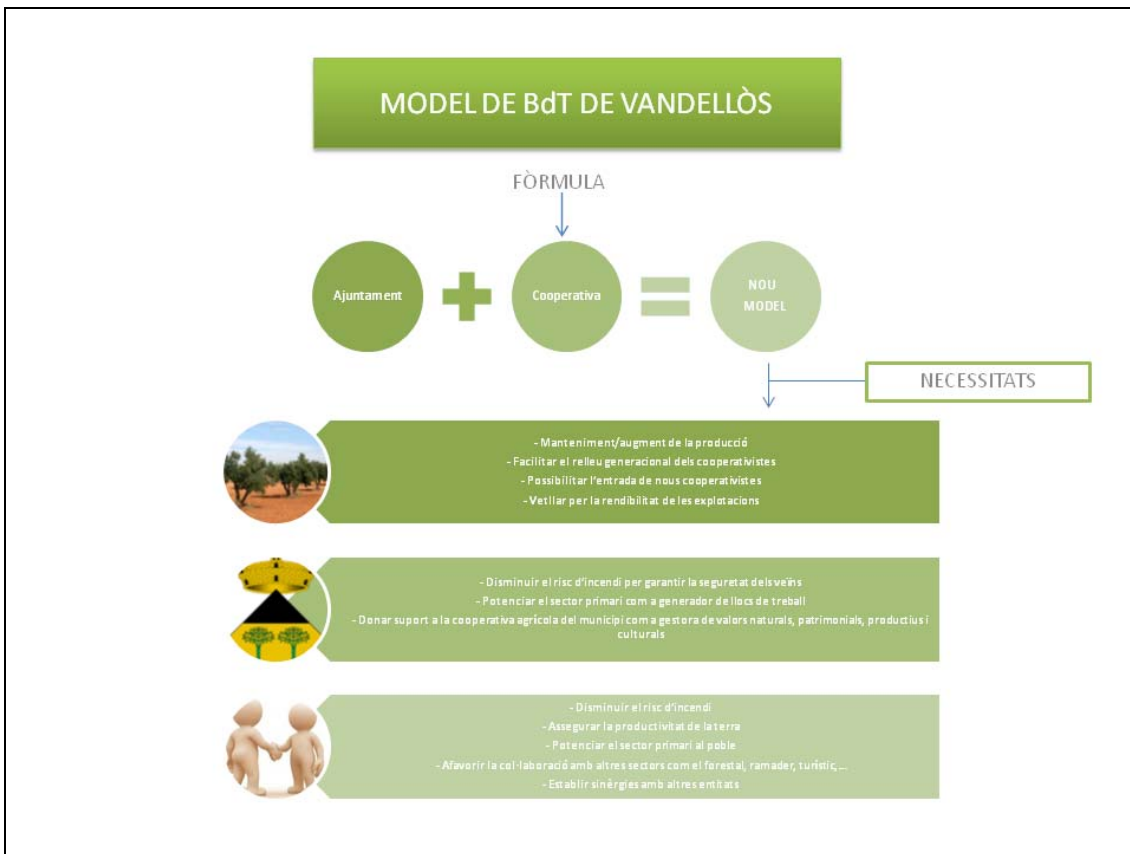 MODEL DE BdT DE VANDELLÒS
FÒRMULA
Ajuntament
Cooperativa
NOU
MODEL
NECESSITATS
- Manteniment/augment de la producció
- Facilitar el relleu generacional dels cooperativistes
- Possibilitar l'entrada de nous cooperativistes
- Vetllar per la rendibilitat de les explotacions
- Disminuir el risc d'incendi per garantir la seguretat dels veïns
- Potenciar el sector primari com a generador de llocs de treball
- Donar suport a la cooperativa agrícola del municipi com a gestora de valors naturals, patrimonials, productius i
culturals
- Disminuir el risc d'incendi
- Assegurar la productivitat de la terra
- Potenciar el sector primari al poble
- Afavorir la col·laboració amb altres sectors com el forestal, ramader, turístic,...
- Establir sinèrgies amb altres entitats